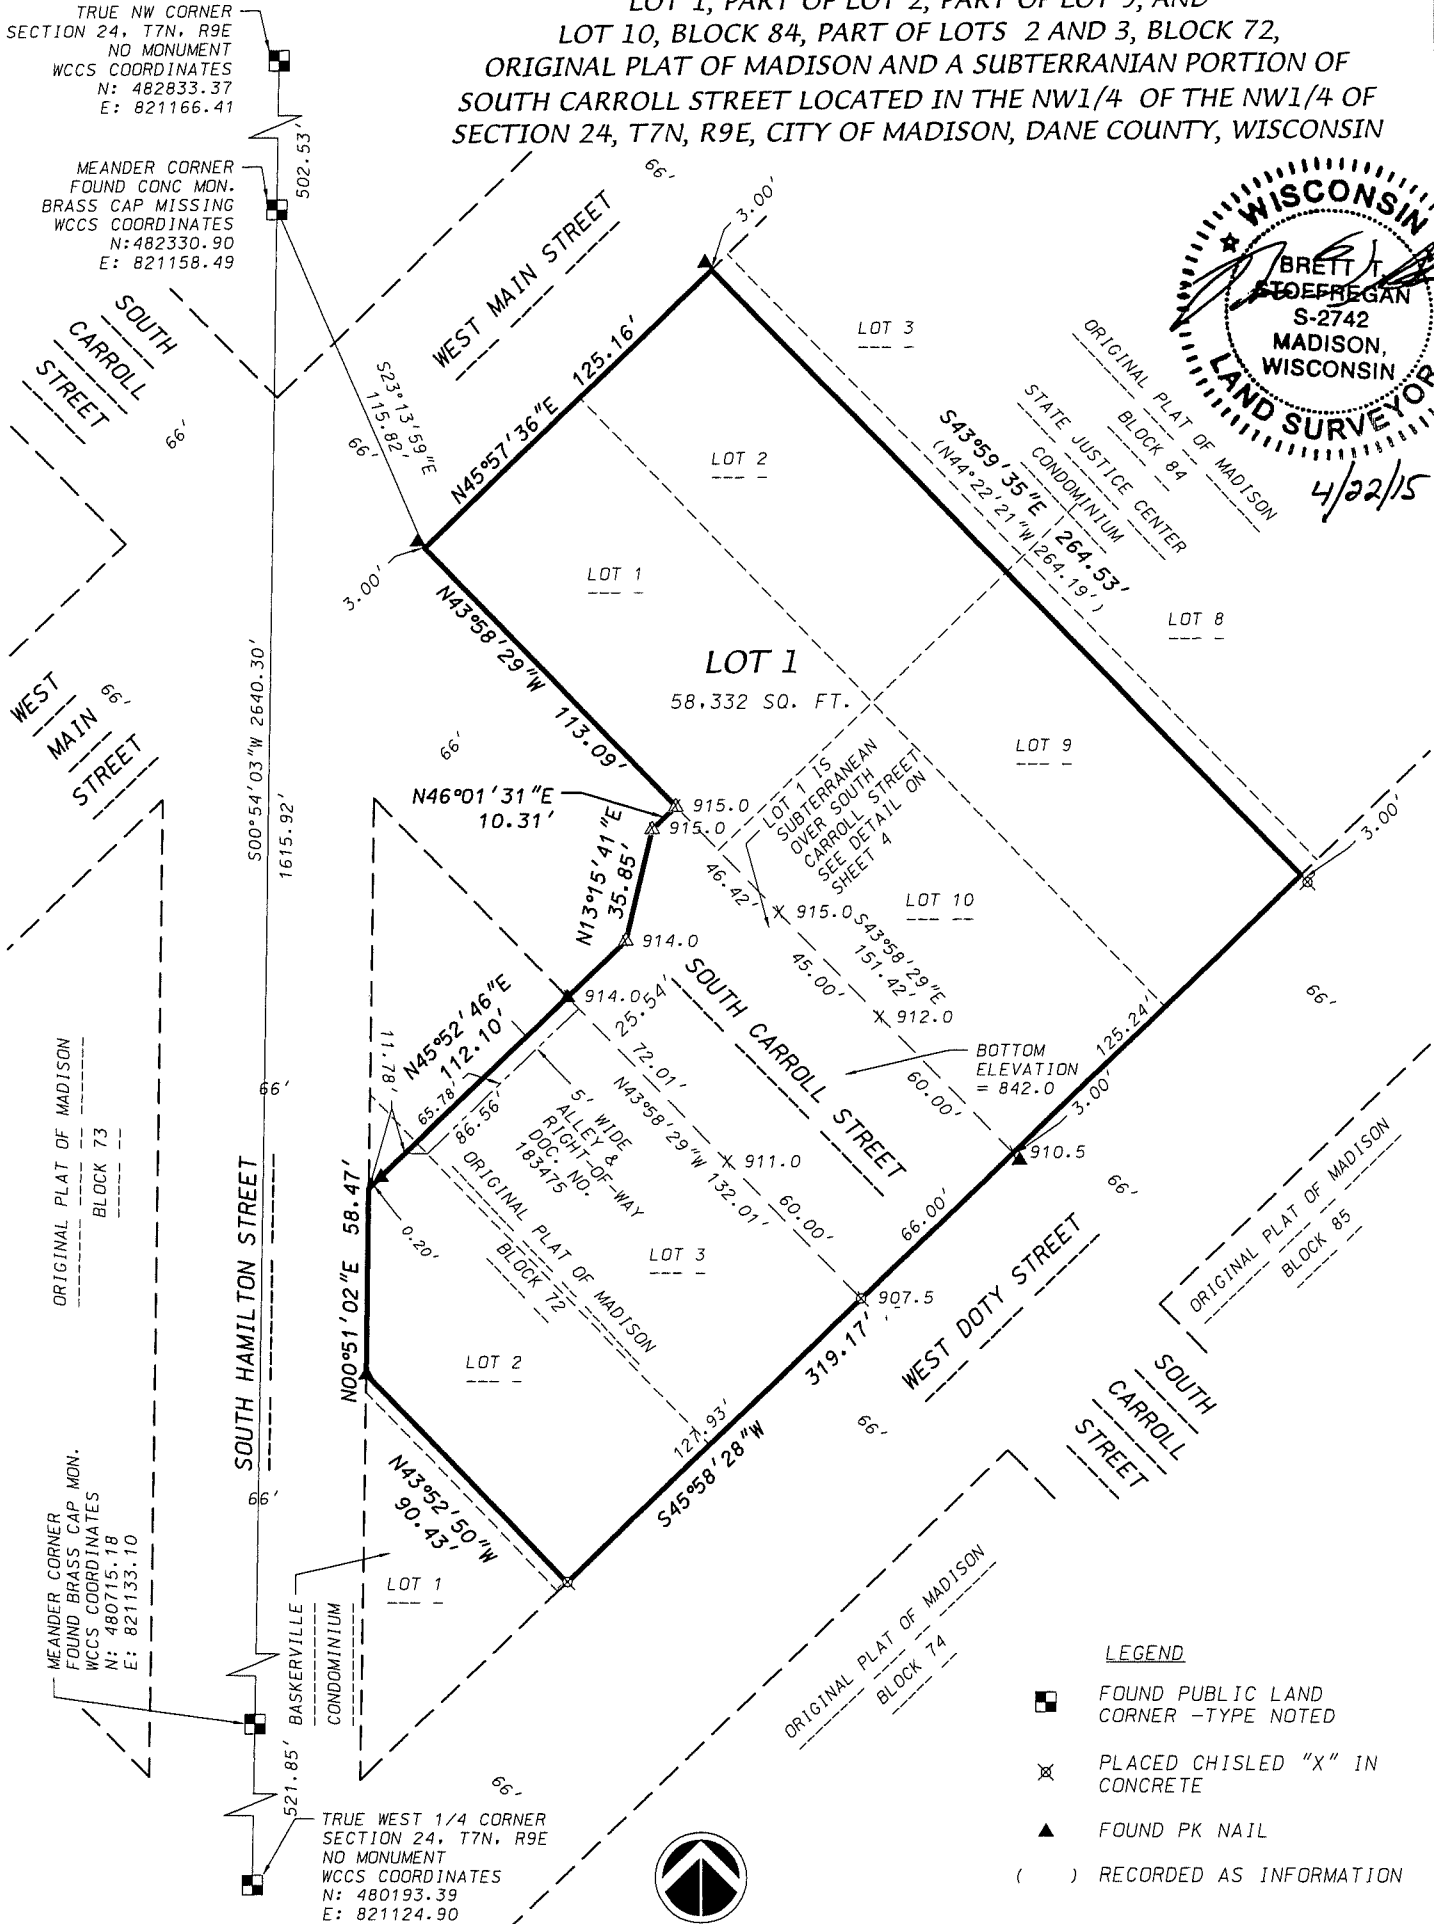 LOT 1, PART OF LOT 2, PART OF LOT 9, AND
LOT 10, BLOCK 84, PART OF LOTS 2 AND 3, BLOCK 72,
ORIGINAL PLAT OF MADISON AND A SUBTERRANIAN PORTION OF
SOUTH CARROLL STREET LOCATED IN THE NW1/4 OF THE NW1/4 OF
SECTION 24, T7N, R9E, CITY OF MADISON, DANE COUNTY, WISCONSIN
TRUE NW CORNER
SECTION 24, T7N, R9E
NO MONUMENT
WCCS COORDINATES
N: 482833.37
E: 821166.41
502.53'
MEANDER CORNER
FOUND CONC MON.
BRASS CAP MISSING
WCCS COORDINATES
N:482330.90
E: 821158.49
WISCONSIN
BRETT T.
STOEFFREGAN
S-2742
MADISON,
WISCONSIN
LAND SURVEYOR
4/22/15
66'
3.00'
WEST MAIN STREET
SOUTH
CARROLL
STREET
66'
S23°13'59"E
115.82'
66'
N45°57'36"E
125.16'
LOT 3
LOT 2
S43°59'35"E 264.53'
(N44°22'21"W 264.19')
STATE JUSTICE CENTER
CONDOMINIUM
ORIGINAL PLAT OF MADISON
BLOCK 84
3.00'
LOT 1
LOT 8
N43°58'29"W
113.09'
LOT 1
58,332 SQ. FT.
WEST
MAIN
STREET
66'
S00°54'03"W 2640.30'
1615.92'
66'
LOT 9
N46°01'31"E
10.31'
915.0
915.0
LOT 1 IS
SUBTERRANEAN
OVER SOUTH
CARROLL STREET
SEE DETAIL ON
SHEET 4
3.00'
N13°15'41"E
35.85'
46.42'
915.0
LOT 10
S43°58'29"E
151.42'
45.00'
914.0
SOUTH CARROLL STREET
914.0
25.54'
912.0
66'
N45°52'46"E
112.10'
11.78'
65.78'
86.56'
72.01'
N43°58'29"W 132.01'
BOTTOM
ELEVATION
= 842.0
125.24'
60.00'
3.00'
5' WIDE
ALLEY &
RIGHT-OF-WAY
DOC. NO.
183475
911.0
910.5
66'
ORIGINAL PLAT OF MADISON
BLOCK 73
66'
SOUTH HAMILTON STREET
N00°51'02"E 58.47'
0.20'
ORIGINAL PLAT OF MADISON
BLOCK 72
60.00'
66.00'
LOT 3
907.5
WEST DOTY STREET
ORIGINAL PLAT OF MADISON
BLOCK 85
LOT 2
319.17'
127.93'
S45°58'28"W
66'
SOUTH
CARROLL
STREET
N43°52'50"W
90.43'
66'
MEANDER CORNER
FOUND BRASS CAP MON.
WCCS COORDINATES
N: 480715.18
E: 821133.10
LOT 1
BASKERVILLE
CONDOMINIUM
ORIGINAL PLAT OF MADISON
BLOCK 74
521.85'
66'
TRUE WEST 1/4 CORNER
SECTION 24, T7N, R9E
NO MONUMENT
WCCS COORDINATES
N: 480193.39
E: 821124.90
LEGEND
FOUND PUBLIC LAND
CORNER -TYPE NOTED
PLACED CHISLED "X" IN
CONCRETE
FOUND PK NAIL
( ) RECORDED AS INFORMATION